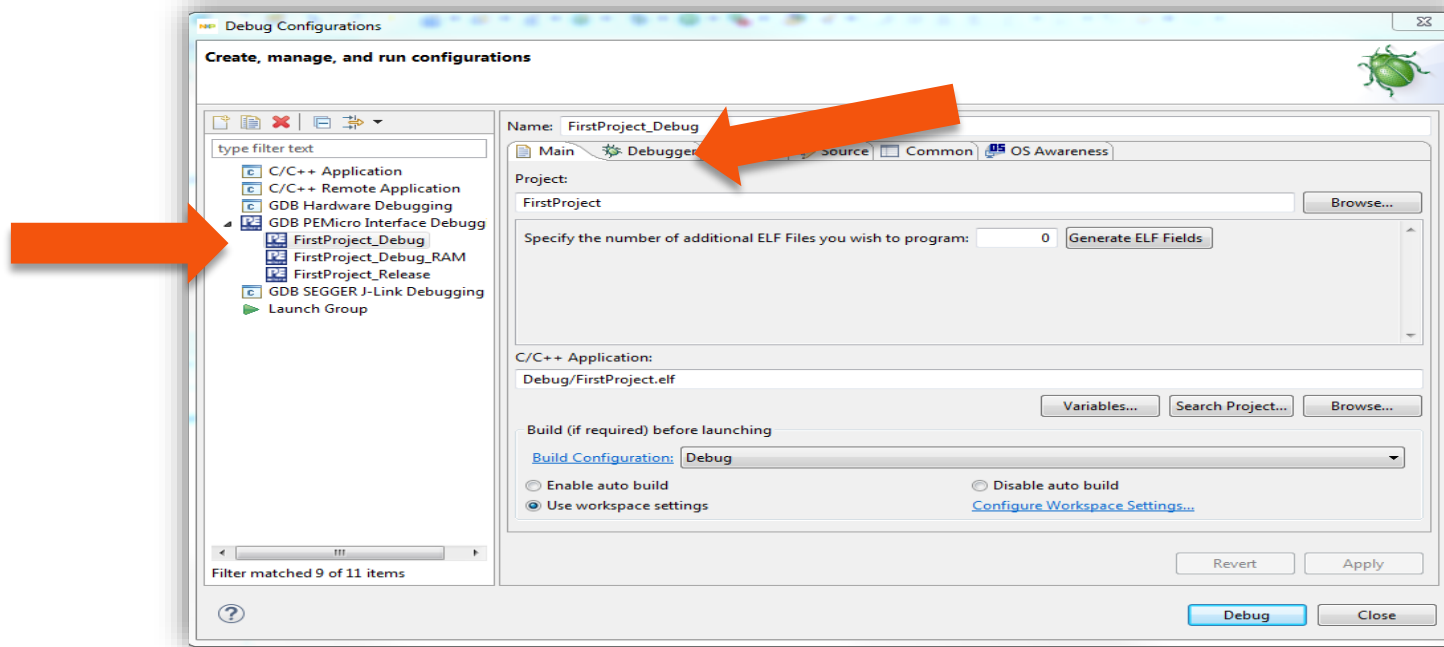 Debug Configurations
Create, manage, and run configurations
type filter text
C/C++ Application
C/C++ Remote Application
GDB Hardware Debugging
GDB PEMicro Interface Debugg
FirstProject_Debug
FirstProject_Debug_RAM
FirstProject_Release
GDB SEGGER J-Link Debugging
Launch Group
Filter matched 9 of 11 items
Name: FirstProject_Debug
Main Debugger Source Common OS Awareness
Project:
FirstProject Browse...
Specify the number of additional ELF Files you wish to program: 0 Generate ELF Fields
C/C++ Application:
Debug/FirstProject.elf
Variables... Search Project... Browse...
Build (if required) before launching
Build Configuration: Debug
Enable auto build Disable auto build
Use workspace settings Configure Workspace Settings...
Revert Apply
? Debug Close